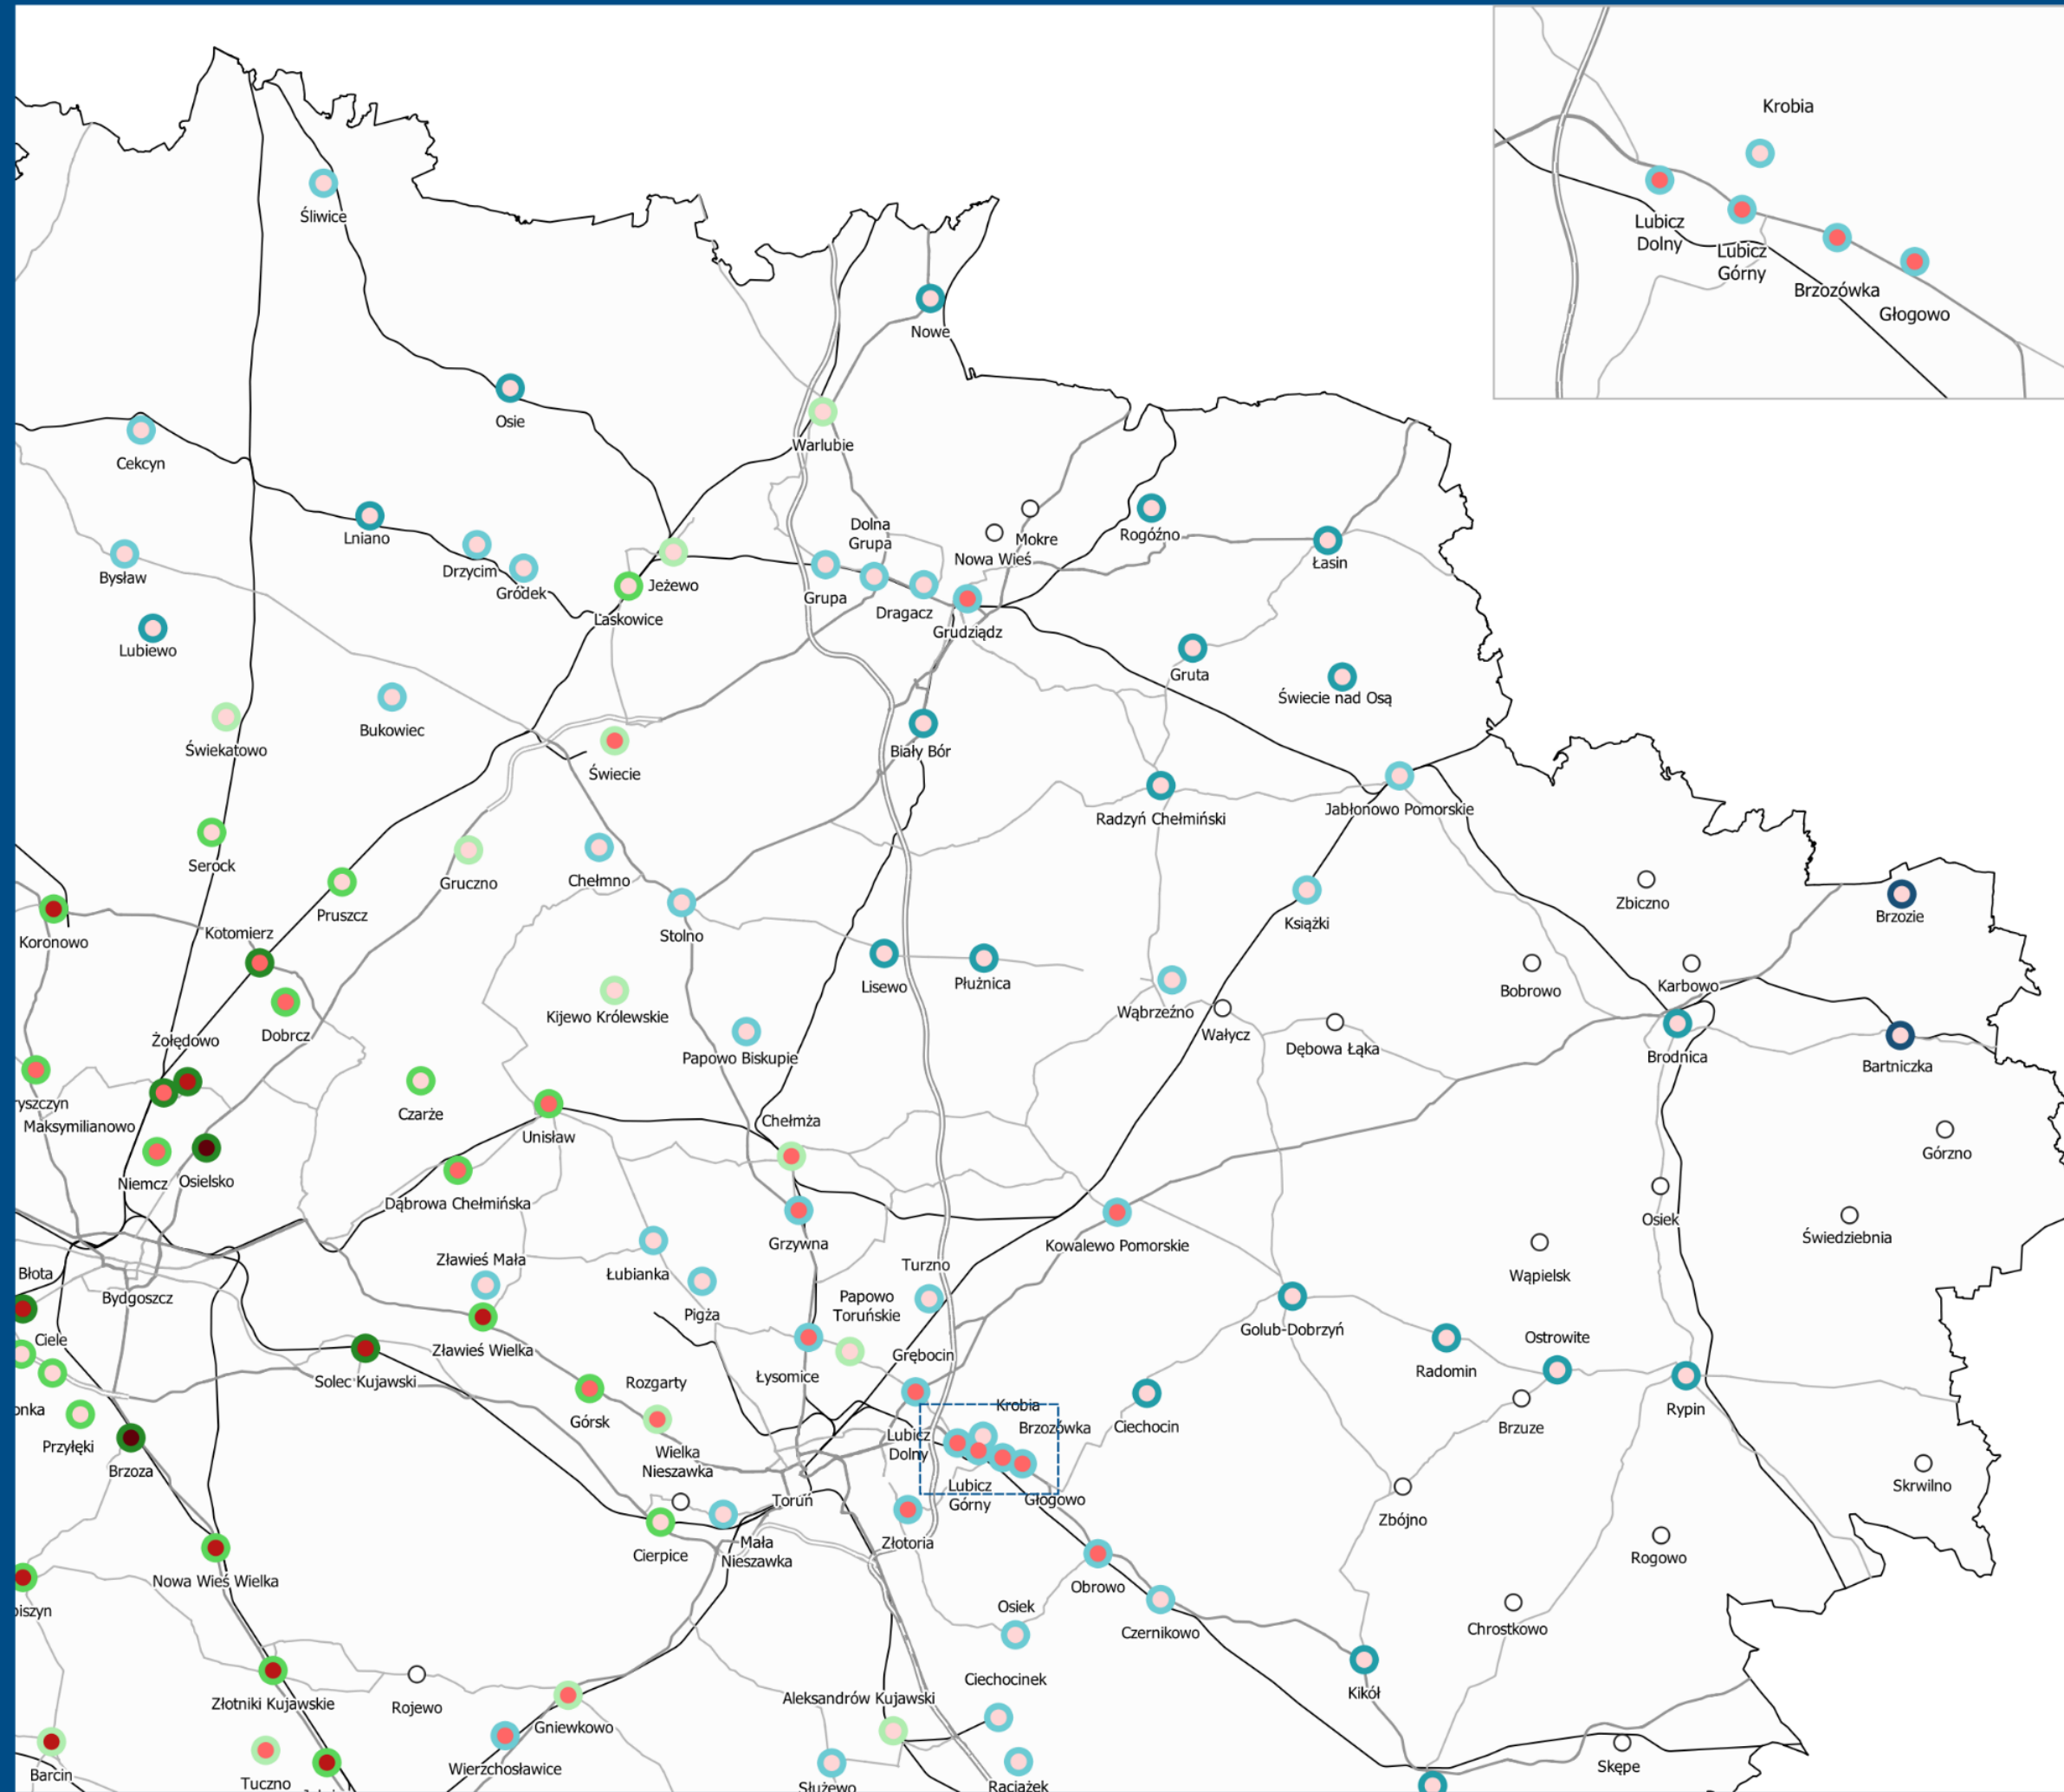 Krobia
Lubicz
Dolny
Lubicz
Górny
Brzozówka
Głogowo
Śliwice
Nowe
Osie
Warlubie
Cekcyn
Lniano
Drzycim
Gródek
Bysław
Dolna
Grupa
Mokre
Nowa Wieś
Rogóźno
Łasin
Jeżewo
Laskowice
Grupa
Dragacz
Grudziądz
Lubiewo
Gruta
Świecie nad Osą
Bukowiec
Świekatowo
Świecie
Biały Bór
Radzyń Chełmiński
Jabłonowo Pomorskie
Serock
Gruczno
Chełmno
Pruszcz
Stolno
Książki
Zbiczno
Brzozie
Koronowo
Kotomierz
Lisewo
Płużnica
Bobrowo
Karbowo
Kijewo Królewskie
Wąbrzeźno
Wałycz
Dębowa Łąka
Dobrcz
Żołędowo
Papowo Biskupie
Brodnica
Bartniczka
ryszczyn
Maksymilianowo
Czarże
Unisław
Chełmża
Niemcz
Osielsko
Dąbrowa Chełmińska
Górzno
Osiek
Świedziebnia
Grzywna
Kowalewo Pomorskie
Błota
Bydgoszcz
Zławieś Mała
Łubianka
Turzno
Wąpielsk
Pigża
Papowo
Toruńskie
Golub-Dobrzyń
Ciele
Zławieś Wielka
Grębocin
Ostrowite
Solec Kujawski
Łysomice
Radomin
onka
Rozgarty
Górsk
Krobia
Brzozówka
Ciechocin
Brzuze
Rypin
Przyłęki
Lubicz
Dolny
Wielka
Nieszawka
Brzoza
Lubicz
Górny
Głogowo
Skrwilno
Toruń
Zbójno
Złotoria
Cierpice
Mała
Nieszawka
Rogowo
Nowa Wieś Wielka
Obrowo
biszyn
Osiek
Czernikowo
Chrostkowo
Ciechocinek
Kikół
Złotniki Kujawskie
Rojewo
Aleksandrów Kujawski
Gniewkowo
Wierzchosławice
Barcin
Tuczno
Służewo
Raciążek
Skępe